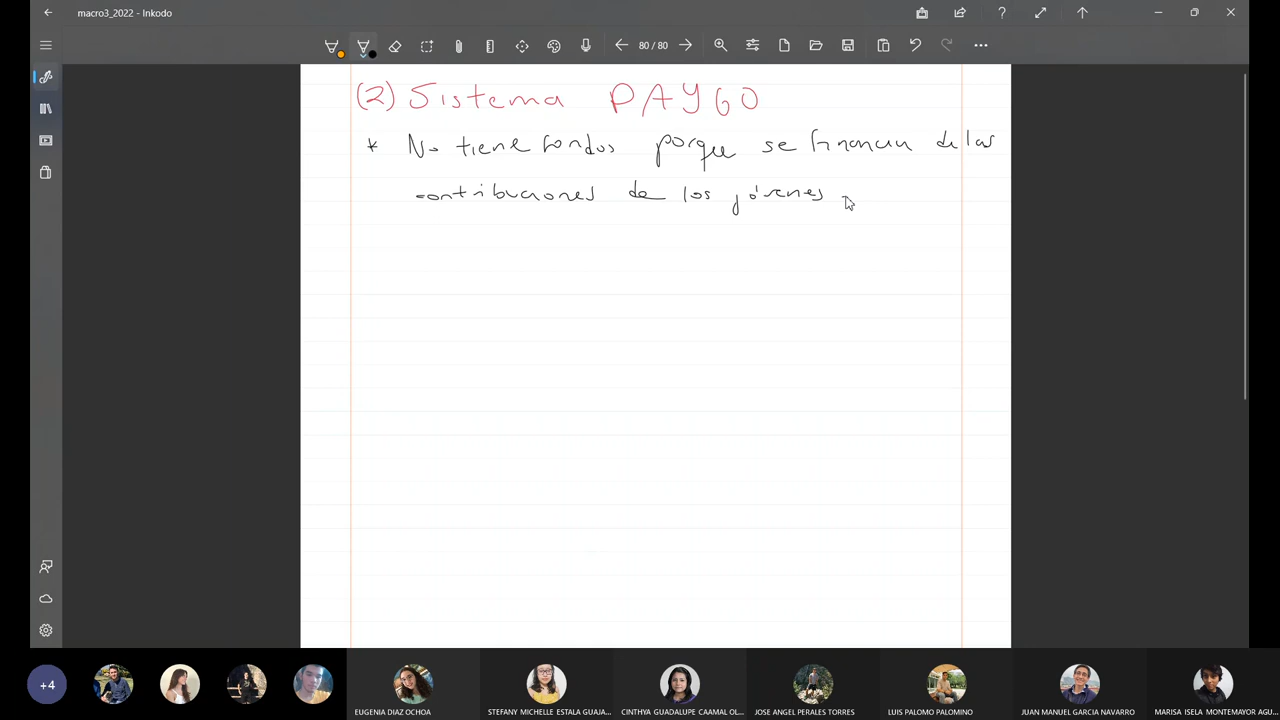 macro3_2022 - Inkodo
80 / 80
(2) Sistema PAYGO
* No tiene fondos porque se financian de las
contribuciones de los jóvenes
+4
EUGENIA DIAZ OCHOA
STEFANY MICHELLE ESTALA GUAJA...
CINTHYA GUADALUPE CAAMAL OL...
JOSE ANGEL PERALES TORRES
LUIS PALOMO PALOMINO
JUAN MANUEL GARCIA NAVARRO
MARISA ISELA MONTEMAYOR AGU...